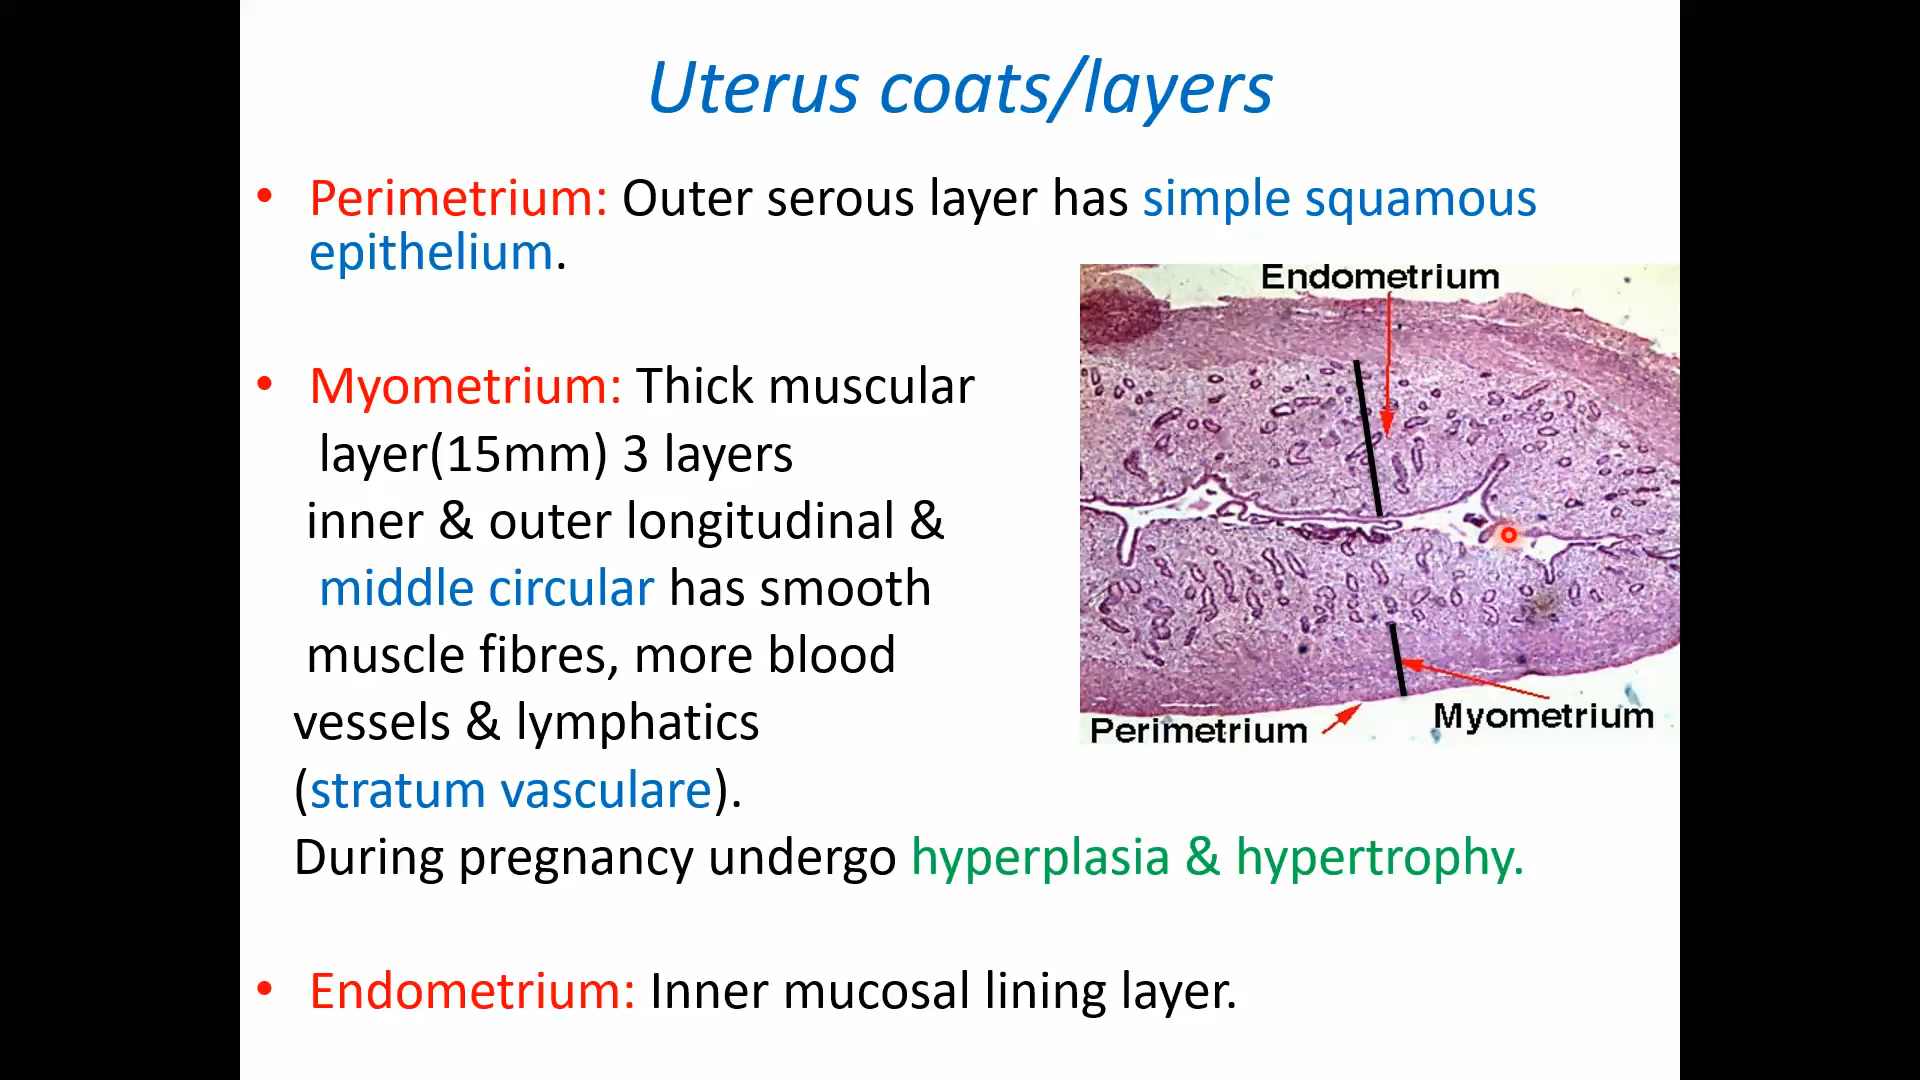 Uterus coats/layers
• Perimetrium: Outer serous layer has simple squamous
epithelium.
• Myometrium: Thick muscular
layer(15mm) 3 layers
inner & outer longitudinal &
middle circular has smooth
muscle fibres, more blood
vessels & lymphatics
(stratum vasculare).
During pregnancy undergo hyperplasia & hypertrophy.
• Endometrium: Inner mucosal lining layer.
Endometrium
Perimetrium
Myometrium